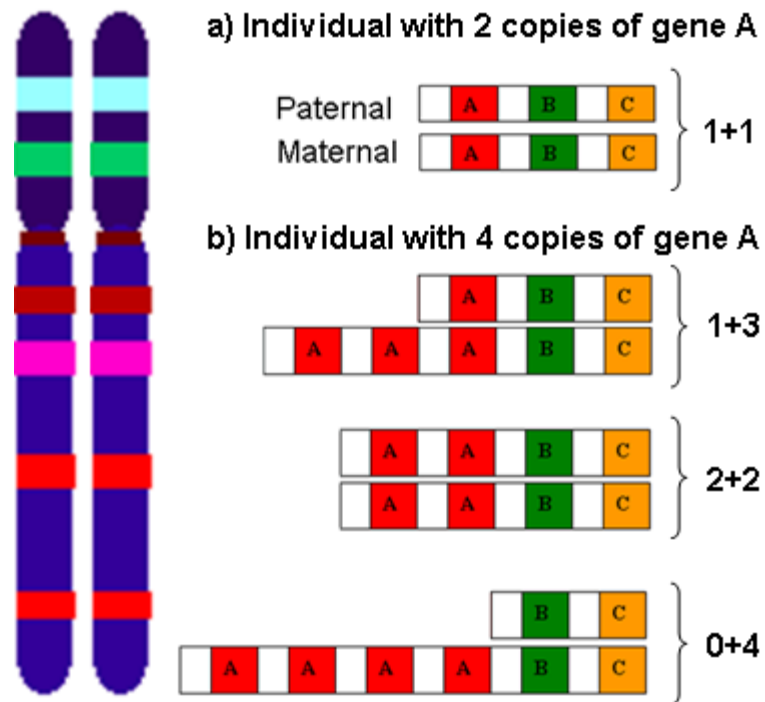 a) Individual with 2 copies of gene A
Paternal A B C
Maternal A B C
1+1
b) Individual with 4 copies of gene A
A B C
A A A B C
1+3
A A B C
A A B C
2+2
B C
A A A A B C
0+4